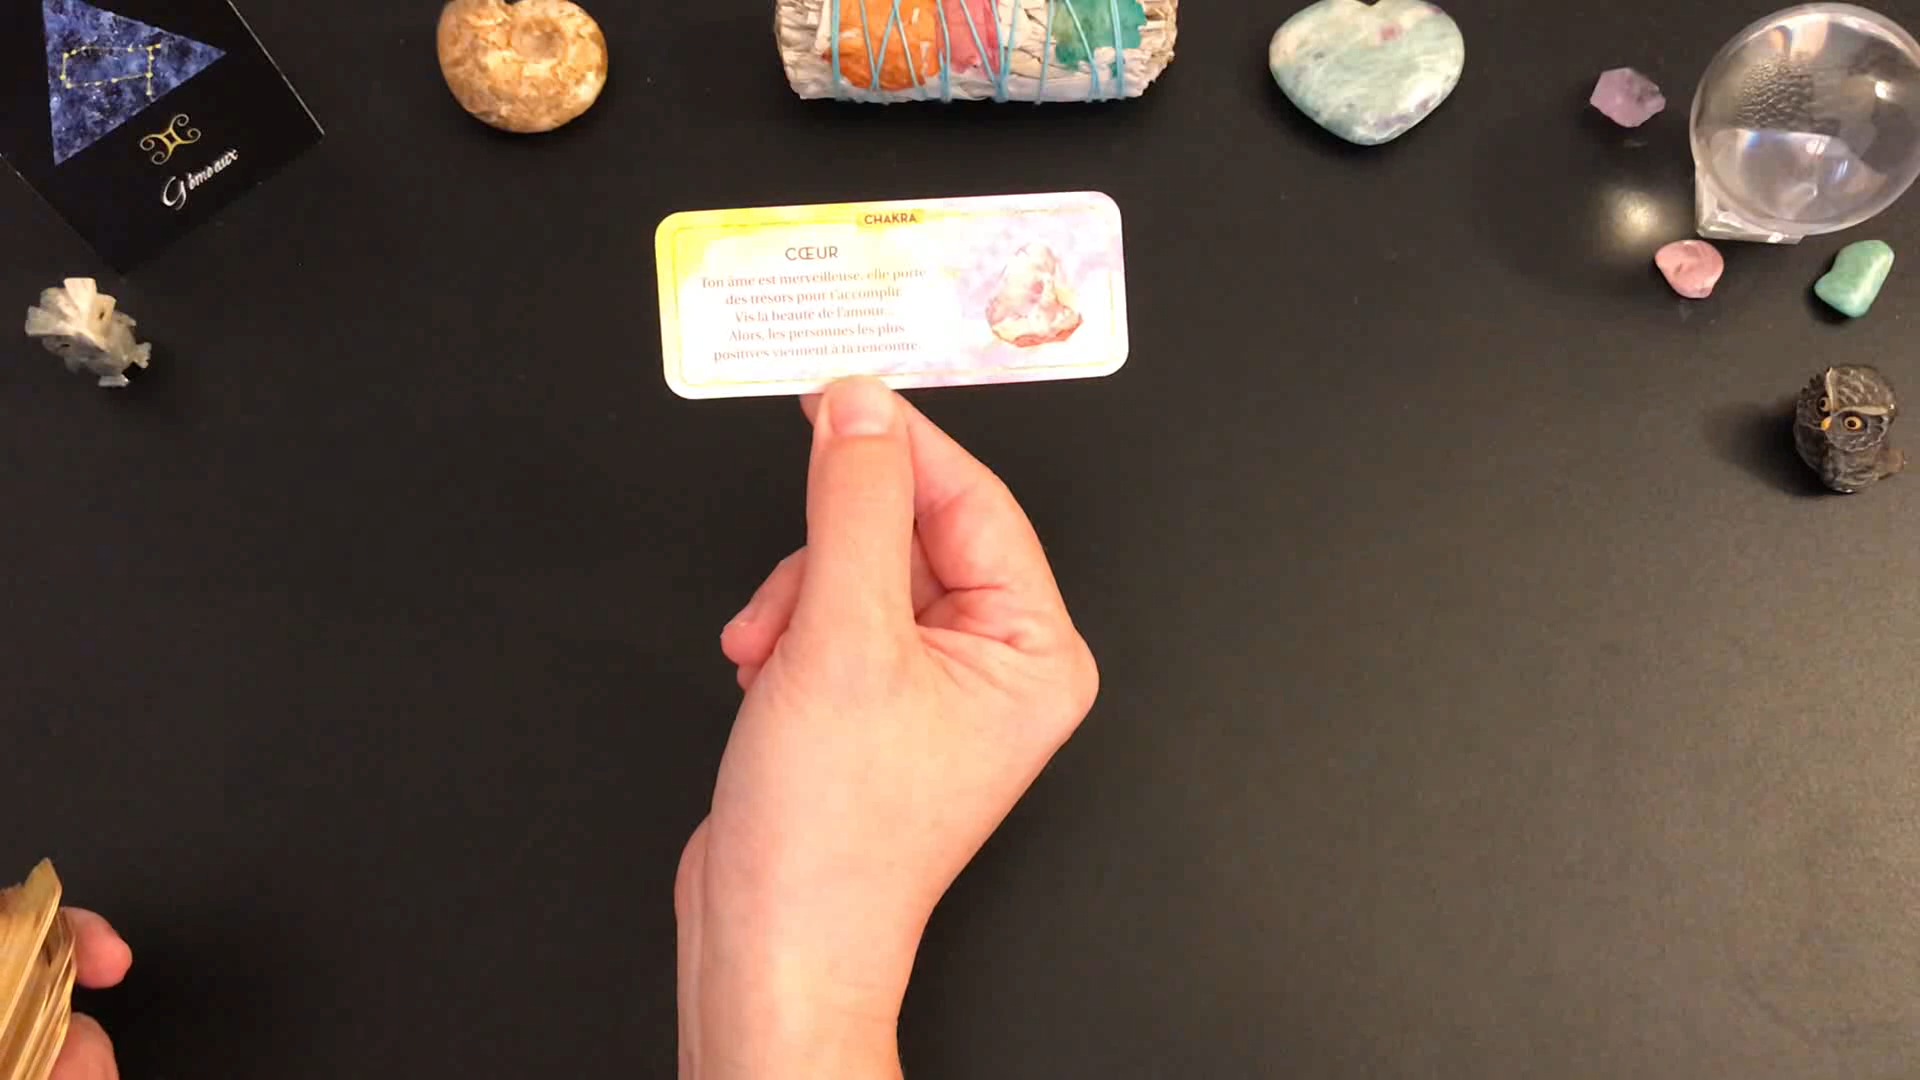 Gémeaux
CHAKRA
CŒUR
Ton âme est merveilleuse, elle porte
des trésors pour t'accomplir.
Vis la beauté de l'amour...
Alors, les personnes les plus
positives viennent à ta rencontre.